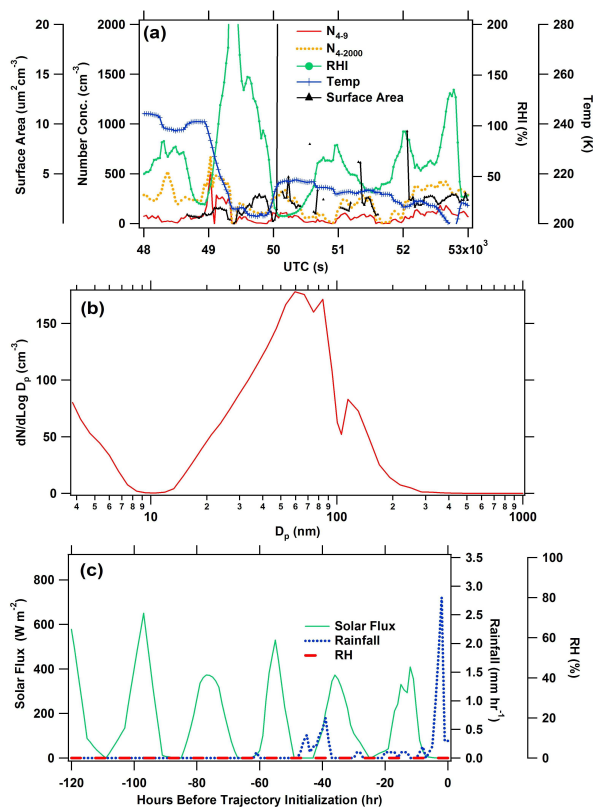 (a)
N4-9
N4-2000
RHI
Temp
Surface Area
Surface Area (um2cm-3)
20
15
10
5
0
Number Conc. (cm-3)
2000
1500
1000
500
0
RHI (%)
200
150
100
50
0
Temp (K)
280
260
240
220
200
48 49 50 51 52 53x10^3
UTC (s)
(b)
dN/dLog Dp (cm-3)
150
100
50
0
4 5 6 7 8 9 10 2 3 4 5 6 7 8 9 100 2 3 4 5 6 7 8 9 1000
Dp (nm)
(c)
Solar Flux
Rainfall
RH
Solar Flux (W m-2)
800
600
400
200
0
Rainfall (mm hr-1)
3.5
3.0
2.5
2.0
1.5
1.0
0.5
0.0
RH (%)
100
80
60
40
20
0
-120 -100 -80 -60 -40 -20 0
Hours Before Trajectory Initialization (hr)